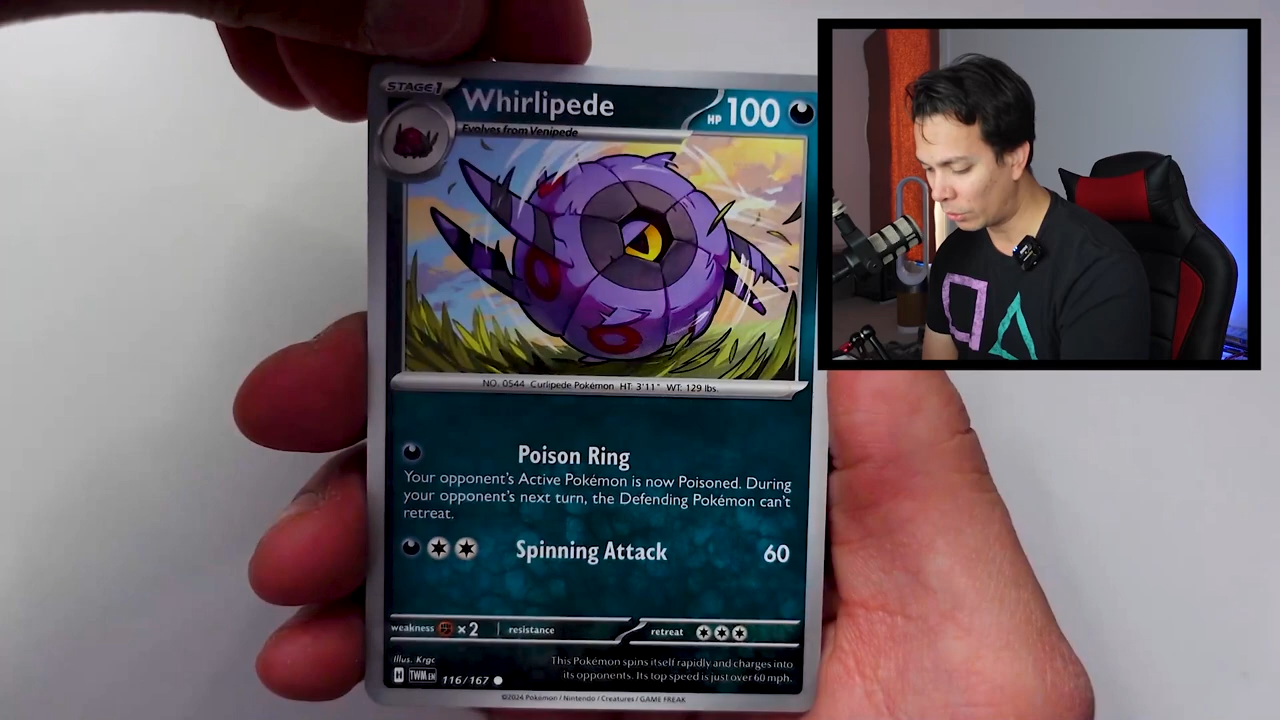 STAGE 1 Whirlipede HP 100
Evolves from Venipede
NO. 0544 Curlipede Pokémon HT: 3'11" WT: 129 lbs.
Poison Ring
Your opponent's Active Pokémon is now Poisoned. During
your opponent's next turn, the Defending Pokémon can't
retreat.
Spinning Attack 60
weakness ×2 resistance retreat
Illus. Krgc
This Pokémon spins itself rapidly and charges into
its opponents. Its top speed is just over 60 mph.
H TWM EN 116/167
©2024 Pokémon / Nintendo / Creatures / GAME FREAK